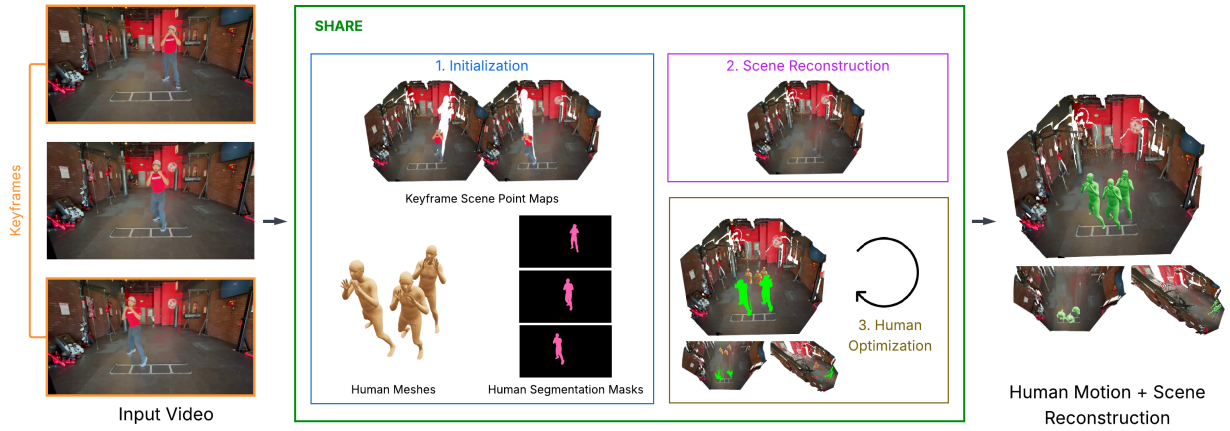 Keyframes
Input Video
SHARE
1. Initialization
Keyframe Scene Point Maps
Human Meshes
Human Segmentation Masks
2. Scene Reconstruction
3. Human
Optimization
Human Motion + Scene
Reconstruction